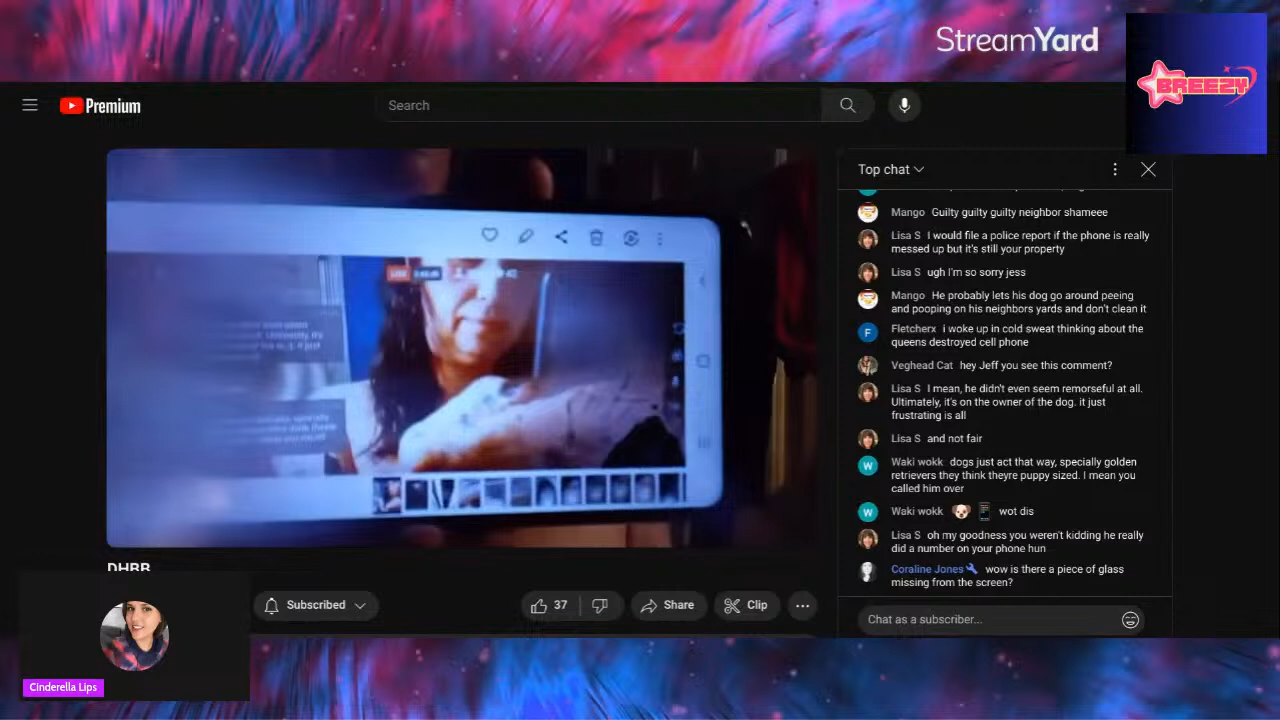 StreamYard
BREEZY
Premium
Search
Top chat
Mango Guilty guilty guilty neighbor shameee
Lisa S I would file a police report if the phone is really
messed up but it's still your property
Lisa S ugh I'm so sorry jess
Mango He probably lets his dog go around peeing
and pooping on his neighbors yards and don't clean it
Fletcherx i woke up in cold sweat thinking about the
queens destroyed cell phone
Veghead Cat hey Jeff you see this comment?
Lisa S I mean, he didn't even seem remorseful at all.
Ultimately, it's on the owner of the dog. it just
frustrating is all
Lisa S and not fair
Waki wokk dogs just act that way, specially golden
retrievers they think theyre puppy sized. I mean you
called him over
Waki wokk 🐶 📱 wot dis
Lisa S oh my goodness you weren't kidding he really
did a number on your phone hun
Coraline Jones wow is there a piece of glass
missing from the screen?
Chat as a subscriber...
DHBB
Subscribed
37
Share
Clip
Cinderella Lips